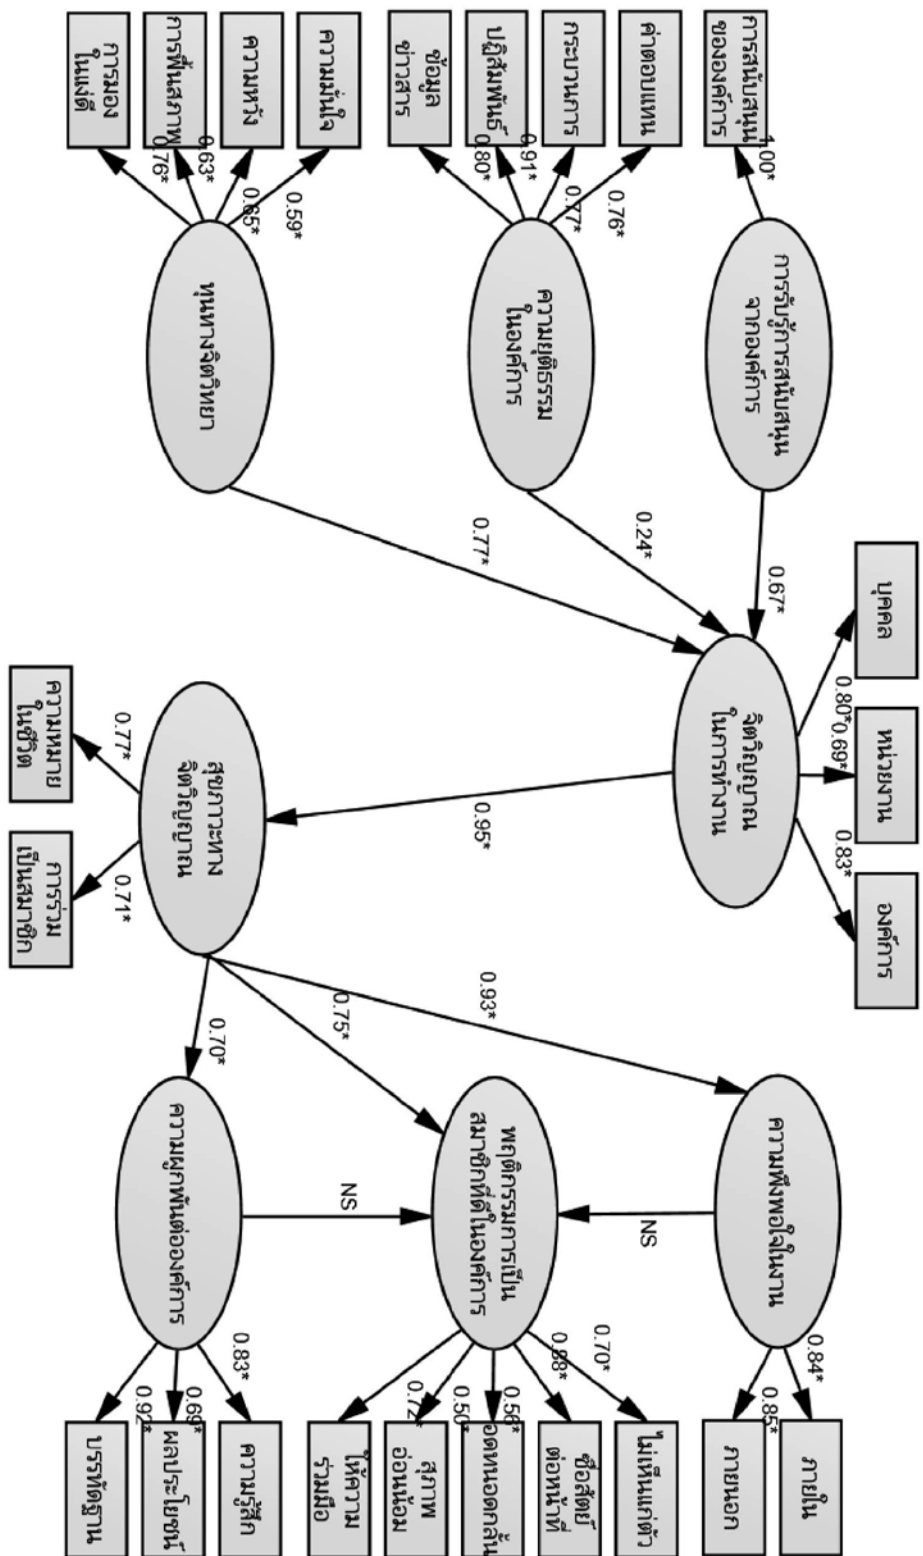 การสนับสนุน
ขององค์การ
1.00*
การรับรู้การสนับสนุน
จากองค์การ
0.67*
ค่าตอบแทน
กระบวนการ
ปฏิสัมพันธ์
ข้อมูล
ข่าวสาร
0.76*
0.77*
0.91*
0.80*
ความยุติธรรม
ในองค์การ
0.24*
ความมั่นใจ
ความหวัง
การฟื้นสภาพ
การมอง
ในแง่ดี
0.59*
0.65*
0.63*
0.76*
ทุนทางจิตวิทยา
0.77*
บุคคล
หน่วยงาน
องค์การ
0.80*
0.69*
0.83*
จิตวิญญาณ
ในการทำงาน
0.95*
สุขภาวะทาง
จิตวิญญาณ
0.77*
0.71*
ความหมาย
ในชีวิต
การร่วม
เป็นสมาชิก
0.93*
0.75*
0.70*
ความพึงพอใจในงาน
0.84*
0.85*
ภายใน
ภายนอก
NS
พฤติกรรมการเป็น
สมาชิกที่ดีในองค์การ
0.70*
0.88*
0.56*
0.50*
0.72*
ไม่เห็นแก่ตัว
ซื่อสัตย์
ต่อหน้าที่
อดทนอดกลั้น
สุภาพ
อ่อนน้อม
ให้ความ
ร่วมมือ
NS
ความผูกพันต่อองค์การ
0.83*
0.69*
0.92*
ความรู้สึก
ผลประโยชน์
บรรทัดฐาน